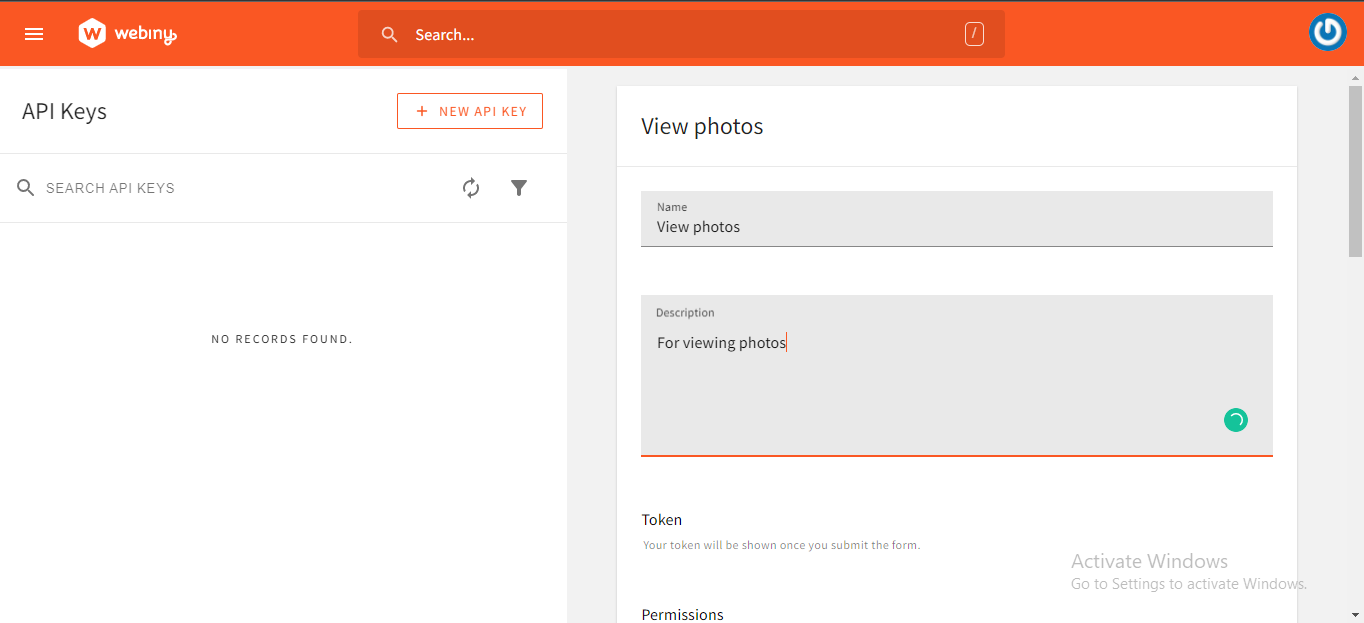 webiny
Search...
/
API Keys
+ NEW API KEY
SEARCH API KEYS
NO RECORDS FOUND.
View photos
Name
View photos
Description
For viewing photos
Token
Your token will be shown once you submit the form.
Permissions
Activate Windows
Go to Settings to activate Windows.